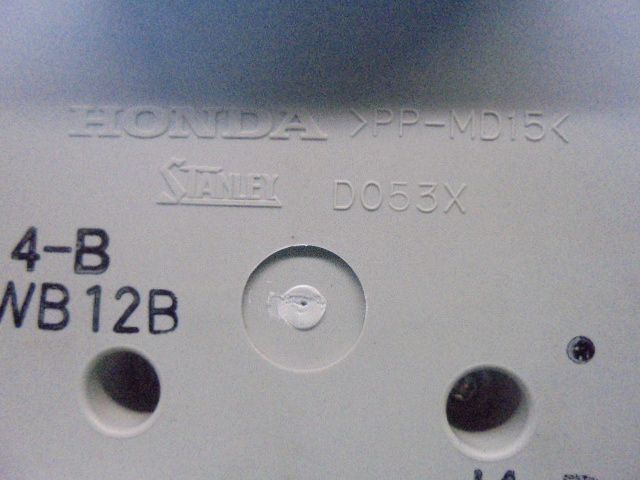 HONDA >PP-MD15<
STANLEY D053X
4-B
WB12B